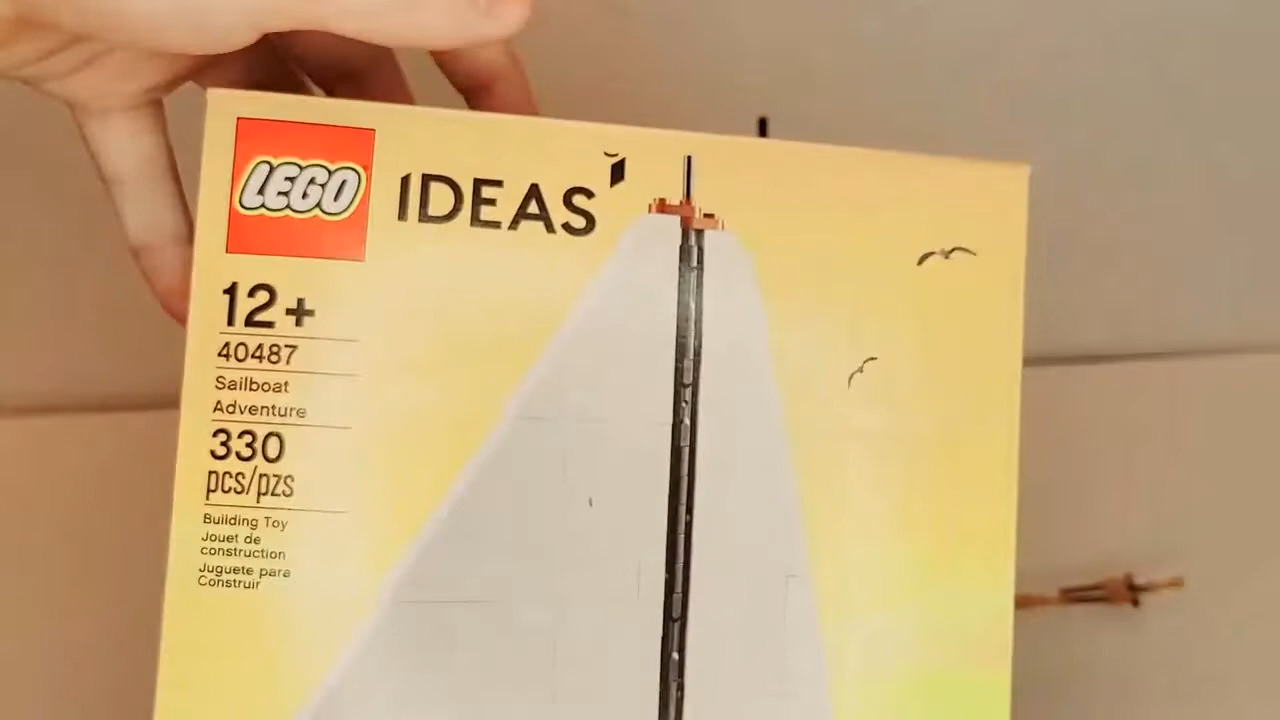 LEGO
IDEAS
12+
40487
Sailboat
Adventure
330
pcs/pzs
Building Toy
Jouet de
construction
Juguete para
Construir